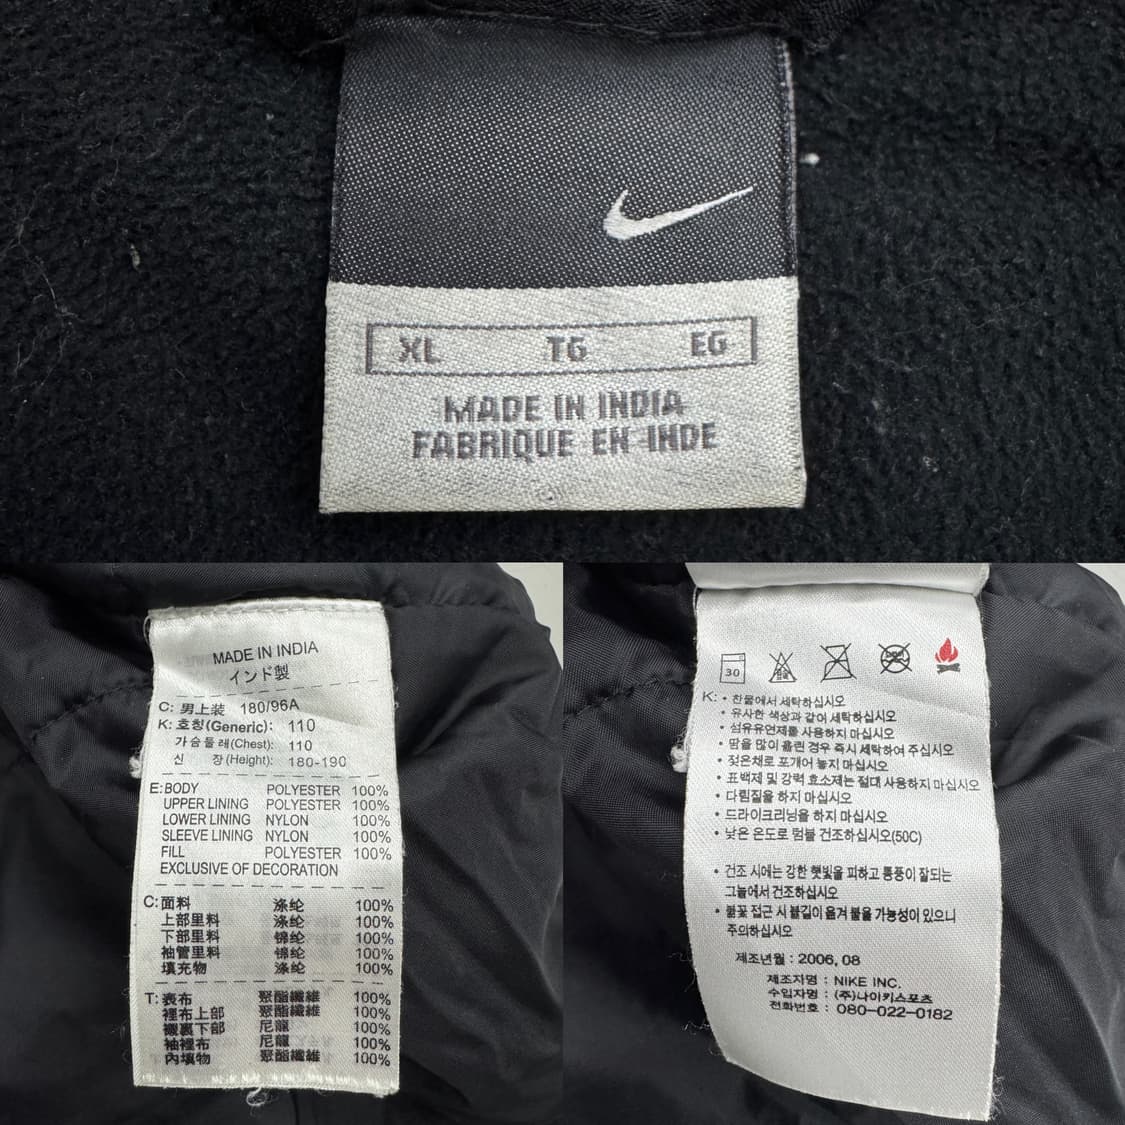 XL TG EG
MADE IN INDIA
FABRIQUE EN INDE
MADE IN INDIA
インド製
C: 男上装 180/96A
K: 호칭(Generic): 110
가슴둘레(Chest): 110
신 장(Height): 180-190
E: BODY POLYESTER 100%
UPPER LINING POLYESTER 100%
LOWER LINING NYLON 100%
SLEEVE LINING NYLON 100%
FILL POLYESTER 100%
EXCLUSIVE OF DECORATION
C: 面料 涤纶 100%
上部里料 涤纶 100%
下部里料 锦纶 100%
袖管里料 锦纶 100%
填充物 涤纶 100%
T: 表布 聚酯纖維 100%
裡布上部 聚酯纖維 100%
襯裏下部 尼龍 100%
袖裡布 尼龍 100%
內填物 聚酯纖維 100%
30
K: • 찬물에서 세탁하십시오
• 유사한 색상과 같이 세탁하십시오
• 섬유유연제를 사용하지 마십시오
• 땀을 많이 흘린 경우 즉시 세탁하여 주십시오
• 젖은채로 포개어 놓지 마십시오
• 표백제 및 강력 효소제는 절대 사용하지 마십시오
• 다림질을 하지 마십시오
• 드라이크리닝을 하지 마십시오
• 낮은 온도로 텀블 건조하십시오(50C)
• 건조 시에는 강한 햇빛을 피하고 통풍이 잘되는
그늘에서 건조하십시오
• 불꽃 접근 시 불길이 옮겨 붙을 가능성이 있으니
주의하십시오
제조년월 : 2006, 08
제조자명 : NIKE INC.
수입자명 : (주)나이키스포츠
전화번호 : 080-022-0182